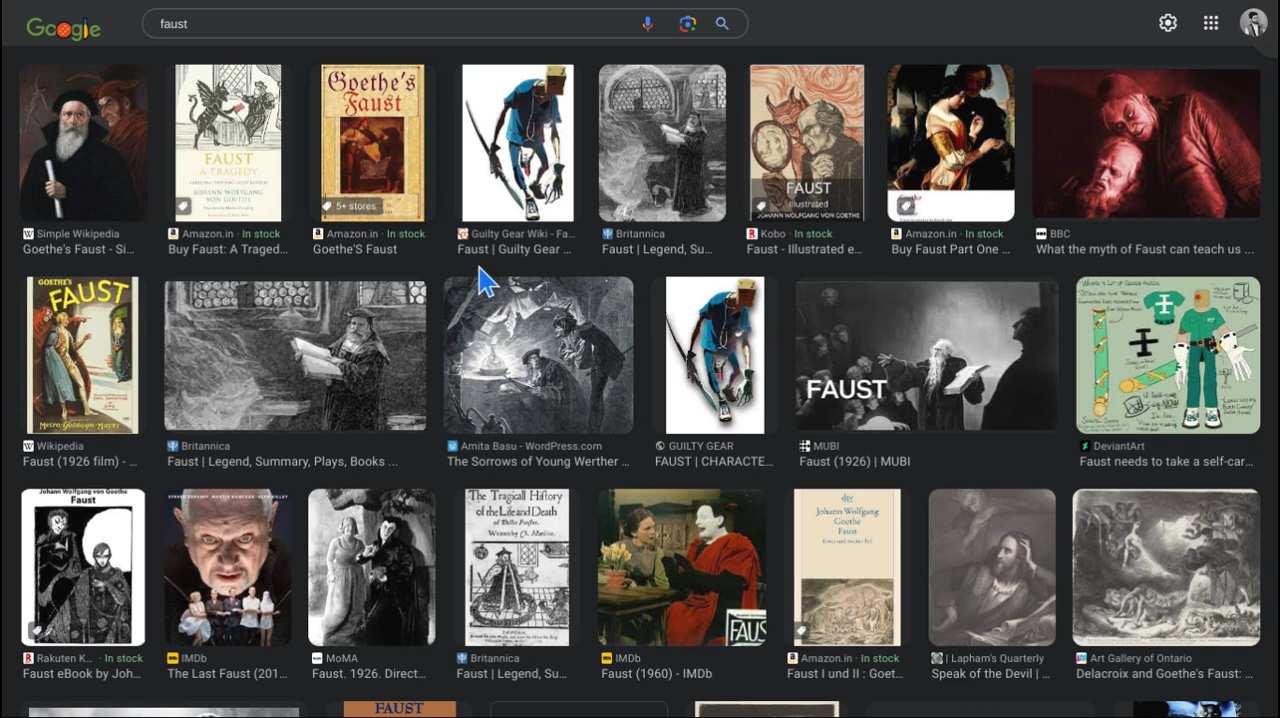 Google
faust
FAUST
A TRAGEDY
JOHANN WOLFGANG
VON GOETHE
Goethe's
Faust
5+ stores
FAUST
Illustrated
JOHANN WOLFGANG VON GOETHE
Simple Wikipedia
Goethe's Faust - Si...
Amazon.in · In stock
Buy Faust: A Traged...
Amazon.in · In stock
Goethe'S Faust
Guilty Gear Wiki - Fa...
Faust | Guilty Gear ...
Britannica
Faust | Legend, Su...
Kobo · In stock
Faust - Illustrated e...
Amazon.in · In stock
Buy Faust Part One ...
BBC
What the myth of Faust can teach us ...
GOETHE'S
FAUST
Metro-Goldwyn-Mayer
FAUST
Wikipedia
Faust (1926 film) - ...
Britannica
Faust | Legend, Summary, Plays, Books ...
Amita Basu - WordPress.com
The Sorrows of Young Werther ...
GUILTY GEAR
FAUST | CHARACTE...
MUBI
Faust (1926) | MUBI
DeviantArt
Faust needs to take a self-car...
Johann Wolfgang von Goethe
Faust
The Tragicall History
of the Life and Death
of Doctor Faustus.
Written by Ch. Marklin.
FAUS
dtv
Johann Wolfgang
Goethe
Faust
Rakuten K... · In stock
Faust eBook by Joh...
IMDb
The Last Faust (201...
MoMA
Faust. 1926. Direct...
Britannica
Faust | Legend, Su...
IMDb
Faust (1960) - IMDb
Amazon.in · In stock
Faust I und II : Goet...
| Lapham's Quarterly
Speak of the Devil | ...
Art Gallery of Ontario
Delacroix and Goethe's Faust: ...
FAUST